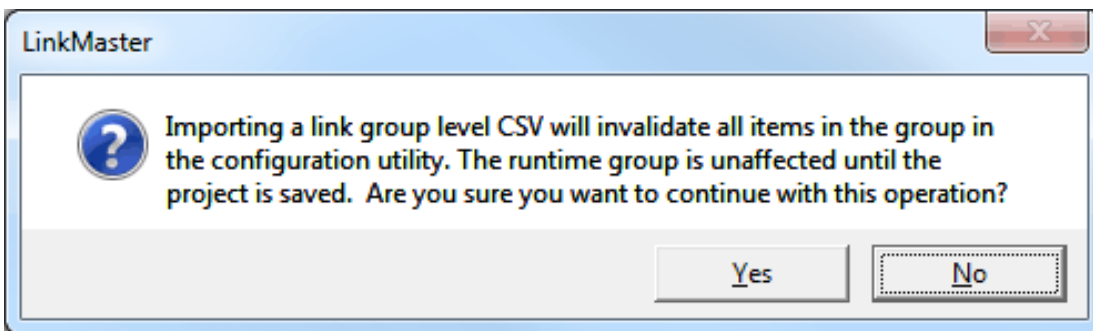 LinkMaster
Importing a link group level CSV will invalidate all items in the group in
the configuration utility. The runtime group is unaffected until the
project is saved.  Are you sure you want to continue with this operation?
Yes
No